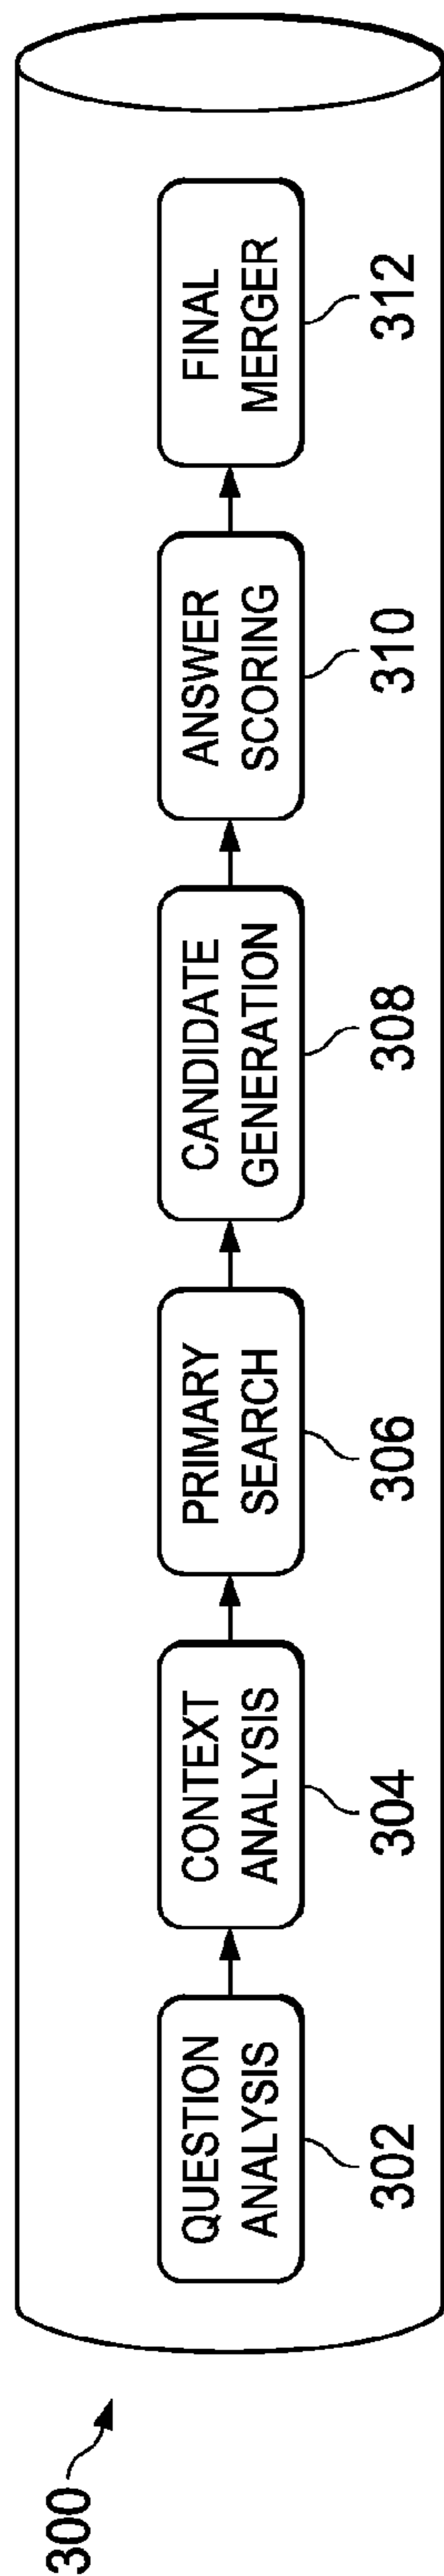 300
QUESTION
ANALYSIS
302
CONTEXT
ANALYSIS
304
PRIMARY
SEARCH
306
CANDIDATE
GENERATION
308
ANSWER
SCORING
310
FINAL
MERGER
312